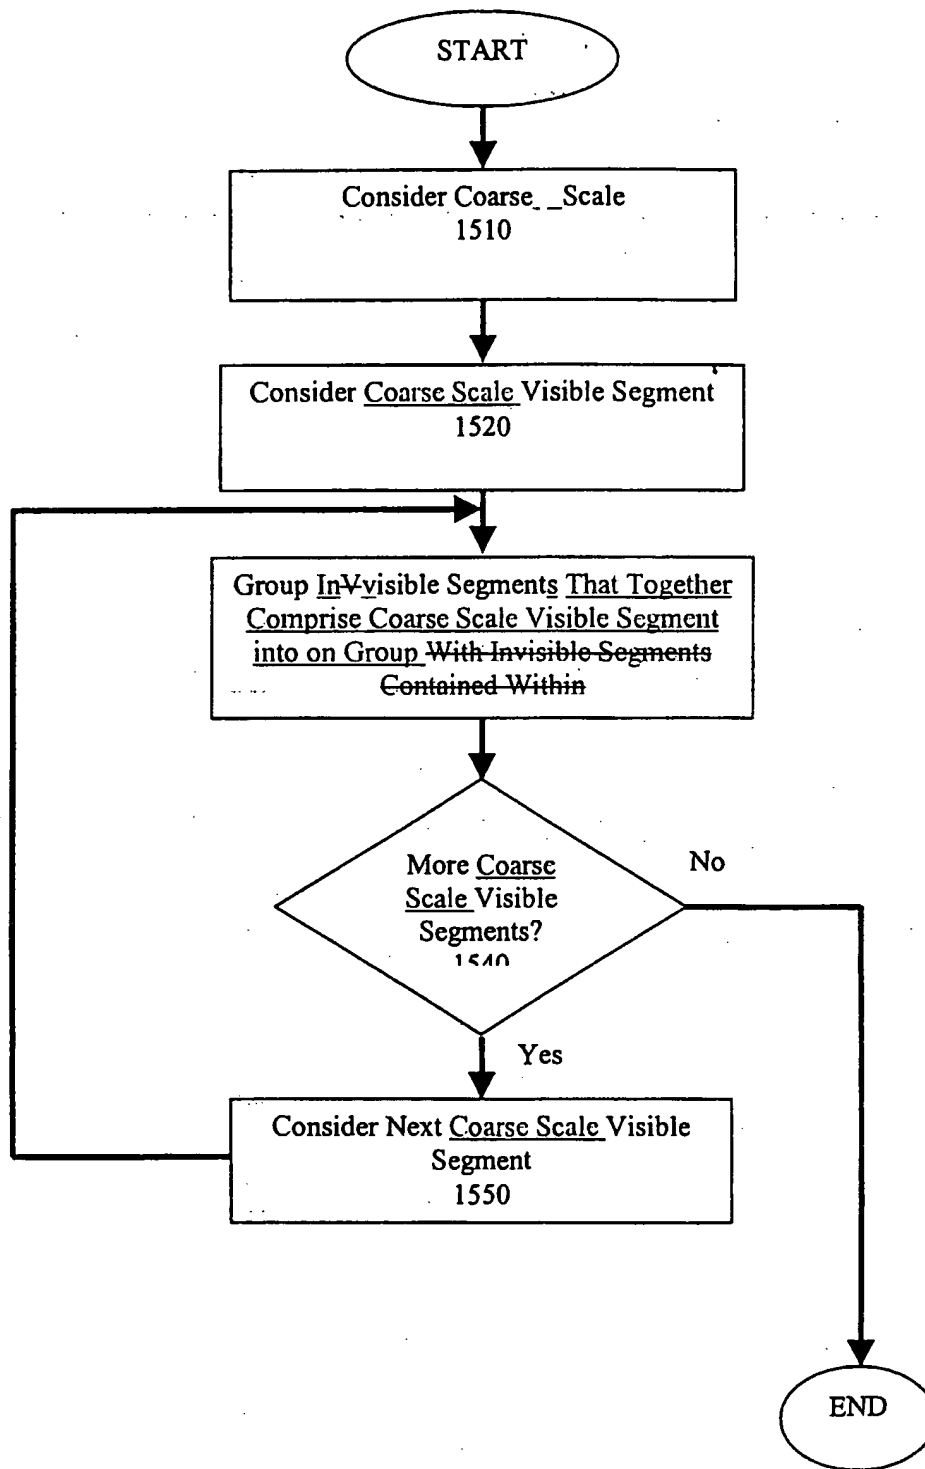 START
Consider Coarse_ _Scale
1510
Consider Coarse Scale Visible Segment
1520
Group InVvisible Segments That Together
Comprise Coarse Scale Visible Segment
into on Group With Invisible Segments
Contained Within
More Coarse
Scale Visible
Segments?
1540
No
Yes
Consider Next Coarse Scale Visible
Segment
1550
END